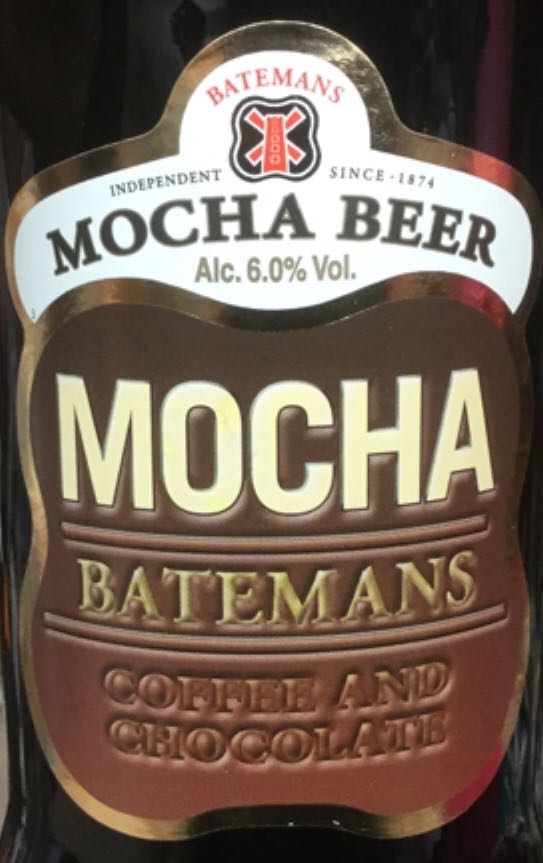 BATEMANS
INDEPENDENT SINCE · 1874
MOCHA BEER
Alc. 6.0% Vol.
MOCHA
BATEMANS
COFFEE AND
CHOCOLATE